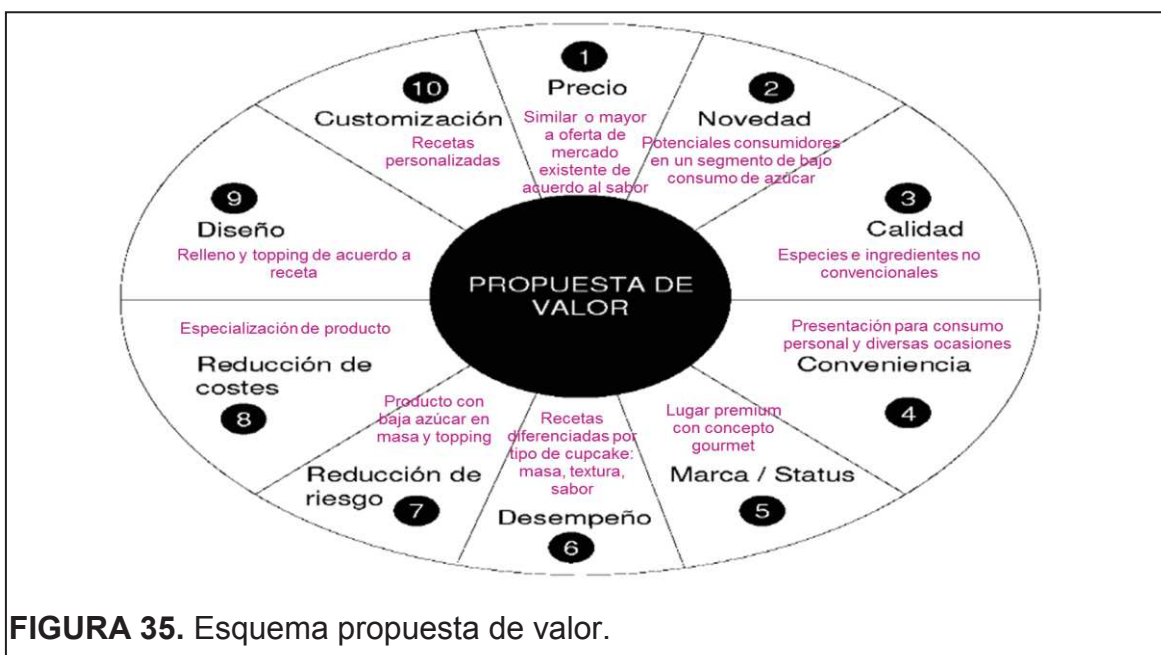 1
Precio
Similar o mayor
a oferta de
mercado
existente de
acuerdo al sabor
2
Novedad
Potenciales consumidores
en un segmento de bajo
consumo de azúcar
3
Calidad
Especies e ingredientes no
convencionales
Presentación para consumo
personal y diversas ocasiones
Conveniencia
4
Lugar premium
con concepto
gourmet
Marca / Status
5
Recetas
diferenciadas por
tipo de cupcake:
masa, textura,
sabor
Desempeño
6
Producto con
baja azúcar en
masa y topping
Reducción de
riesgo
7
Especialización de producto
Reducción de
costes
8
9
Diseño
Relleno y topping de acuerdo a
receta
10
Customización
Recetas
personalizadas
PROPUESTA DE
VALOR
FIGURA 35. Esquema propuesta de valor.